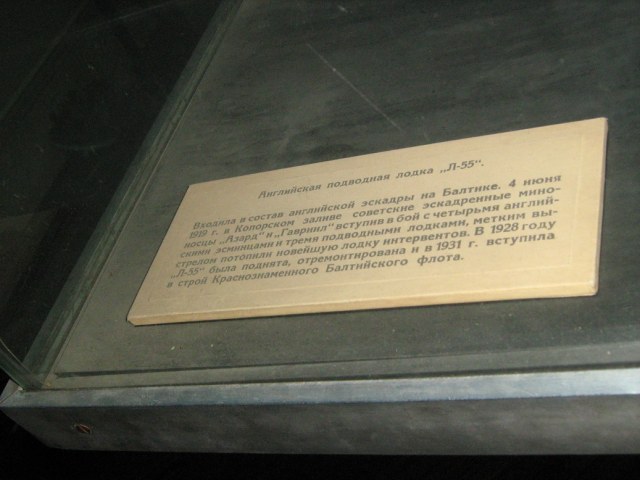 Английская подводная лодка „Л-55".
Входила в состав английской эскадры на Балтике. 4 июня
1919 г. в Копорском заливе советские эскадренные мино-
носцы „Азард" и „Гавриил" вступив в бой с четырьмя англий-
скими эсминцами и тремя подводными лодками, метким вы-
стрелом потопили новейшую лодку интервентов. В 1928 году
„Л-55" была поднята, отремонтирована и в 1931 г. вступила
в строй Краснознаменного Балтийского флота.